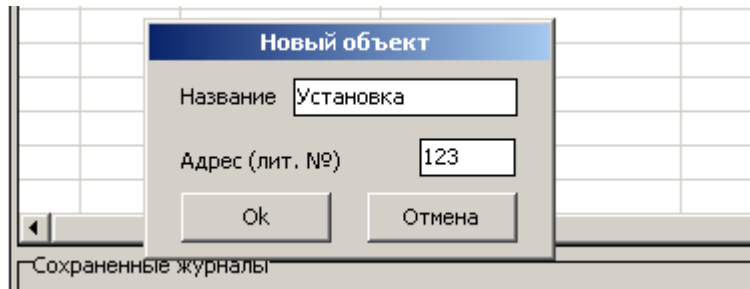 Новый объект
Название Установка
Адрес (лит. №) 123
Ok Отмена
Сохраненные журналы